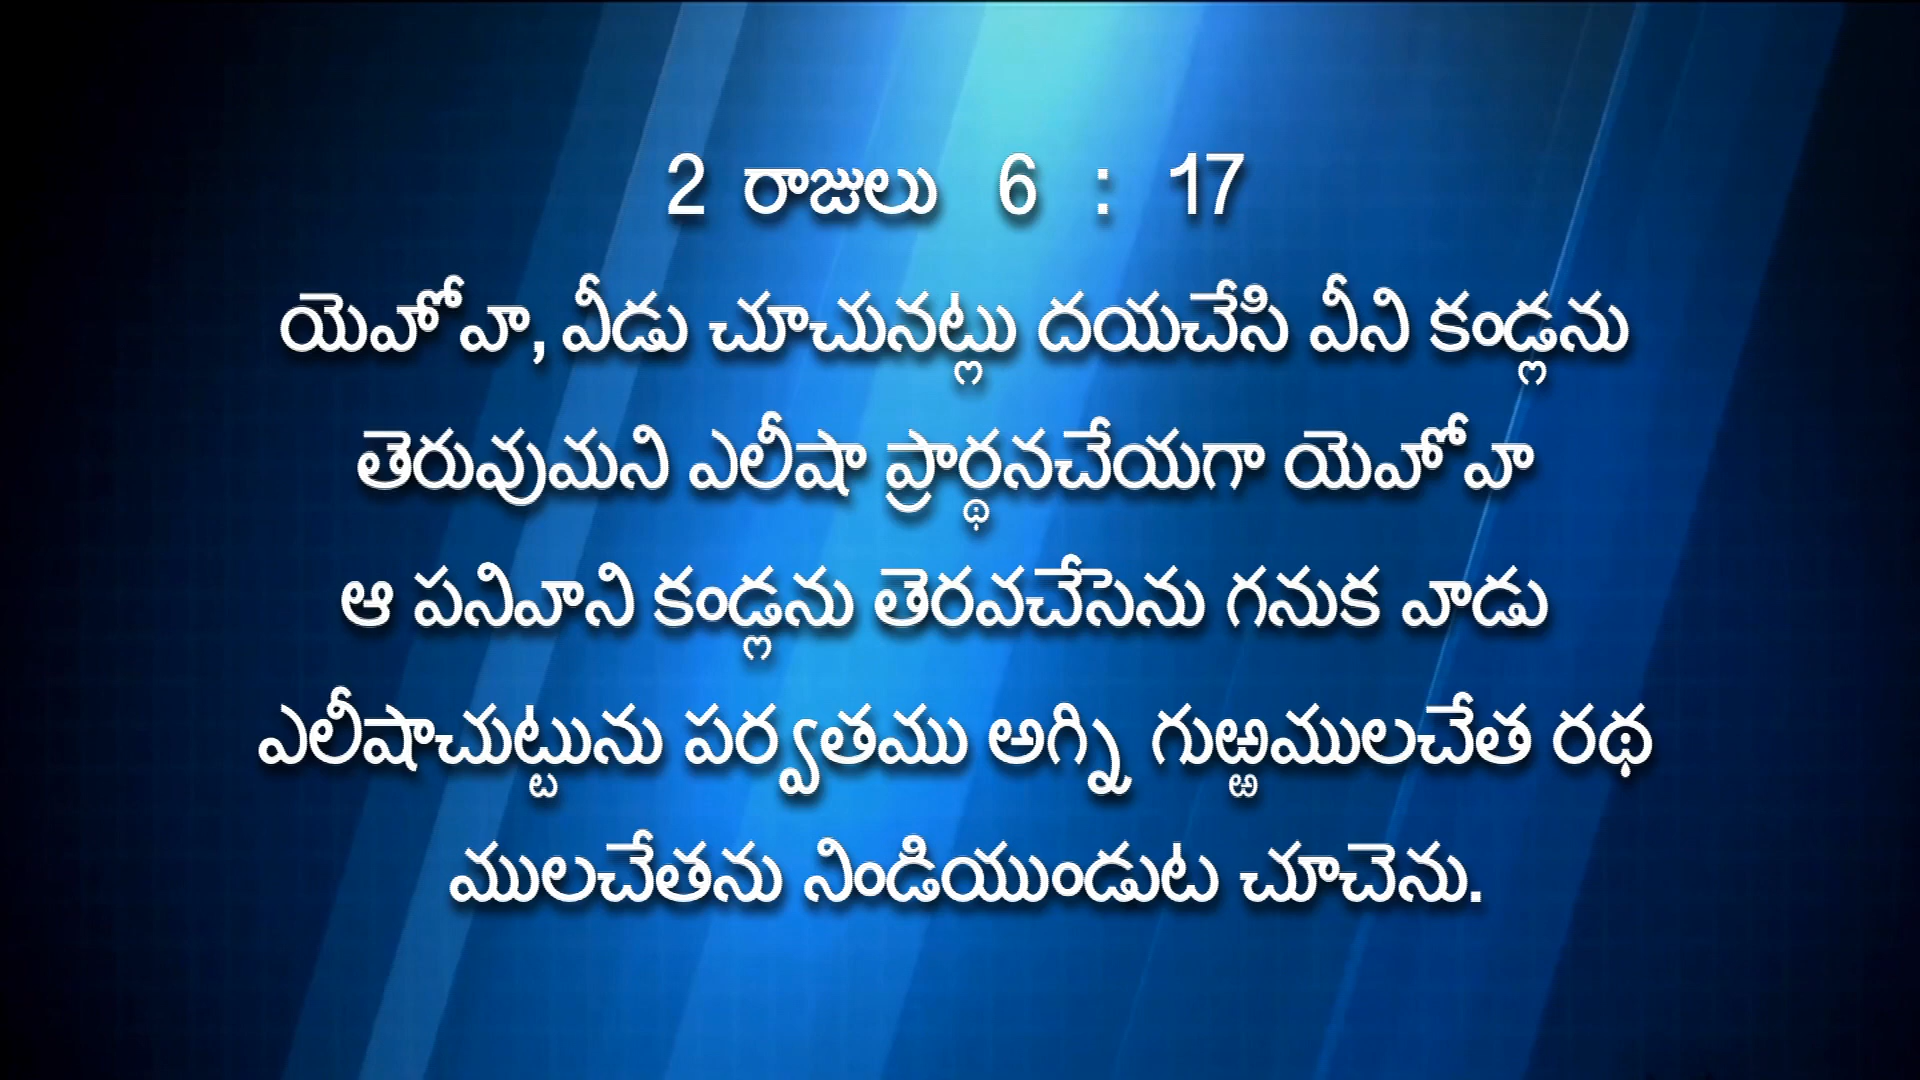 2 రాజులు 6 : 17
యెహోవా, వీడు చూచునట్లు దయచేసి వీని కండ్లను
తెరువుమని ఎలీషా ప్రార్థనచేయగా యెహోవా
ఆ పనివాని కండ్లను తెరవచేసెను గనుక వాడు
ఎలీషాచుట్టును పర్వతము అగ్ని గుఱ్ఱములచేత రథ
ములచేతను నిండియుండుట చూచెను.